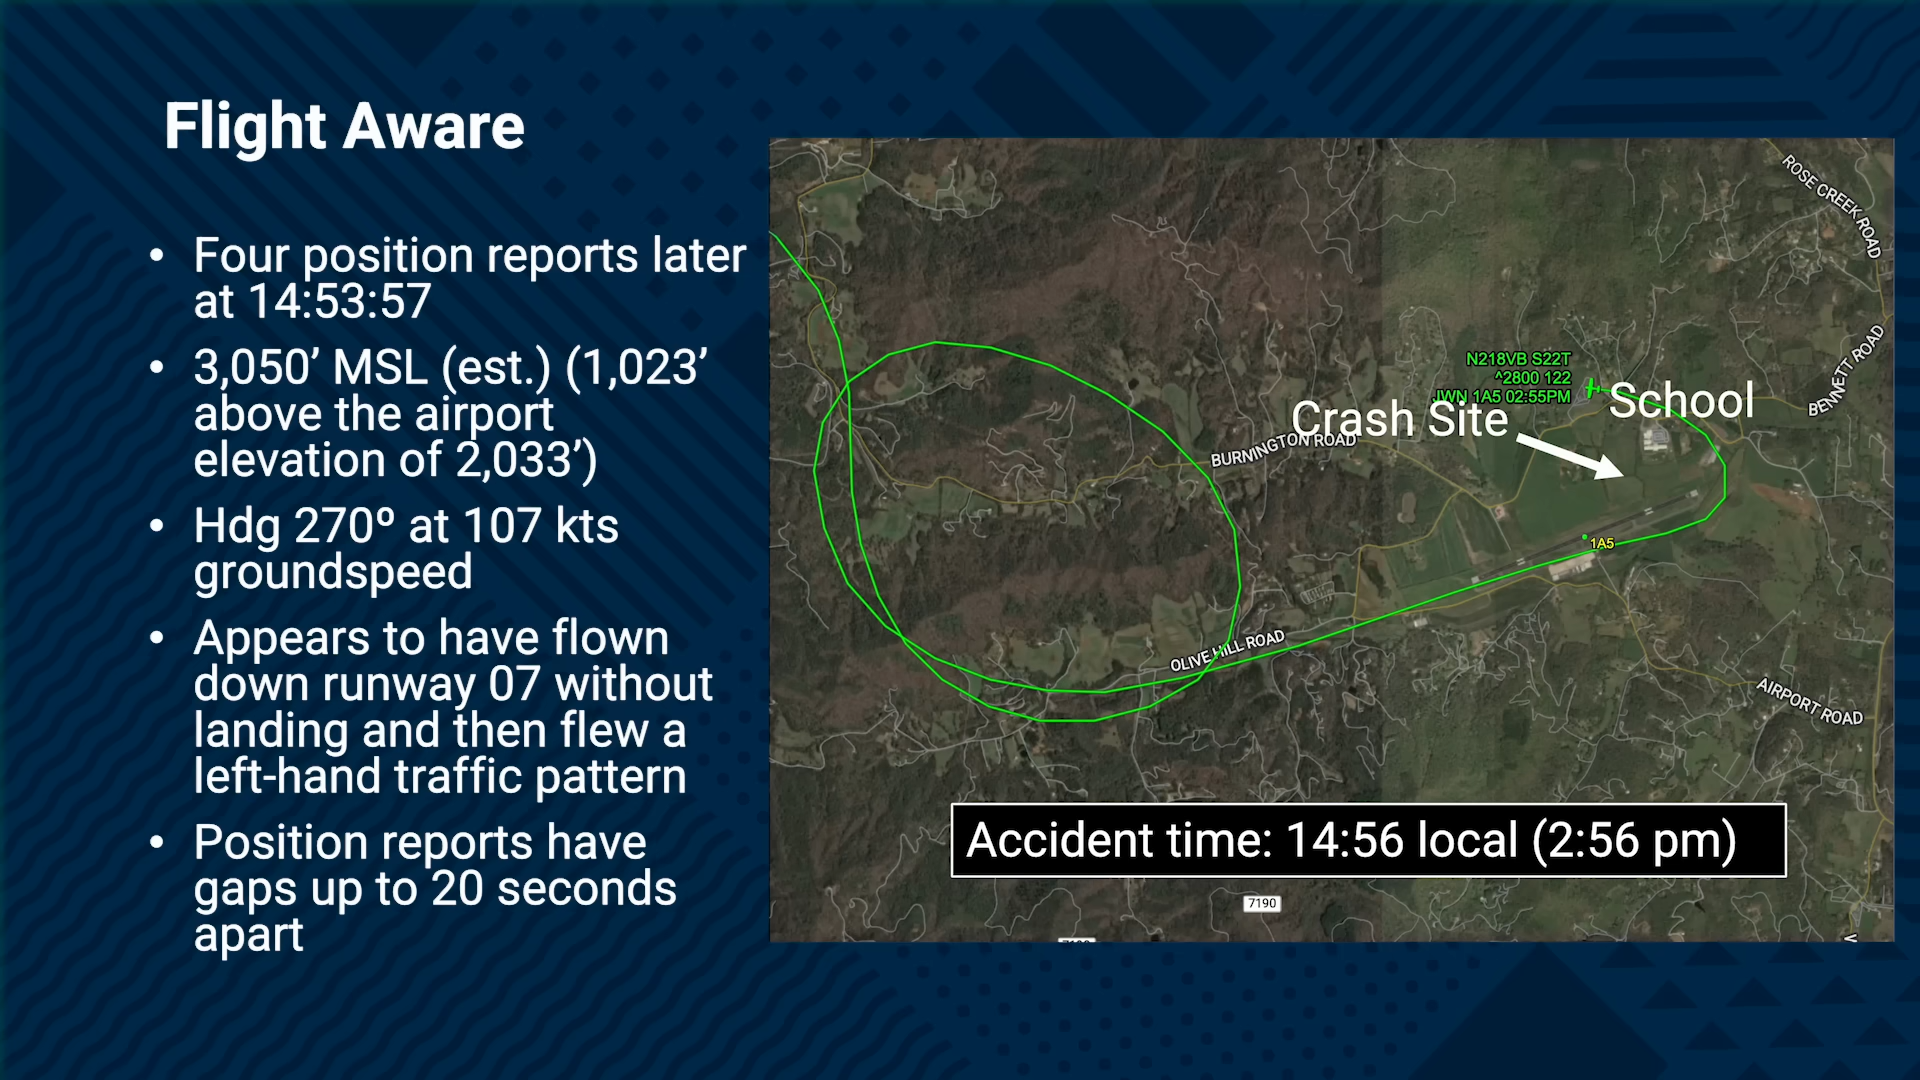 Flight Aware
• Four position reports later
at 14:53:57
• 3,050’ MSL (est.) (1,023’
above the airport
elevation of 2,033’)
• Hdg 270º at 107 kts
groundspeed
• Appears to have flown
down runway 07 without
landing and then flew a
left-hand traffic pattern
• Position reports have
gaps up to 20 seconds
apart
ROSE CREEK ROAD
BENNETT ROAD
N218VB S22T
^2800 122
JWN 1A5 02:55PM
School
Crash Site
BURNINGTON ROAD
1A5
OLIVE HILL ROAD
AIRPORT ROAD
Accident time: 14:56 local (2:56 pm)
7190